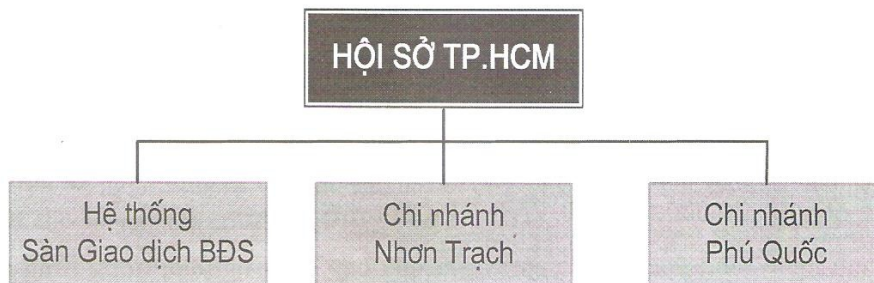 HỘI SỞ TP.HCM
Hệ thống
Sàn Giao dịch BĐS
Chi nhánh
Nhơn Trạch
Chi nhánh
Phú Quốc